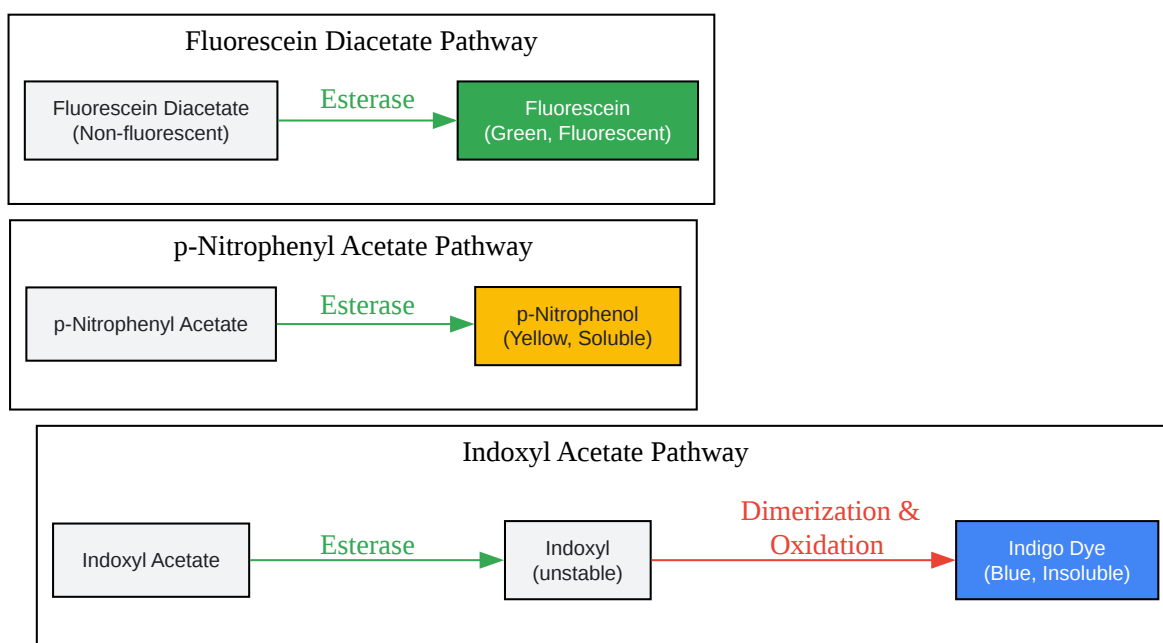 Fluorescein Diacetate Pathway
Fluorescein Diacetate
(Non-fluorescent)
Esterase
Fluorescein
(Green, Fluorescent)
p-Nitrophenyl Acetate Pathway
p-Nitrophenyl Acetate
Esterase
p-Nitrophenol
(Yellow, Soluble)
Indoxyl Acetate Pathway
Indoxyl Acetate
Esterase
Indoxyl
(unstable)
Dimerization &
Oxidation
Indigo Dye
(Blue, Insoluble)